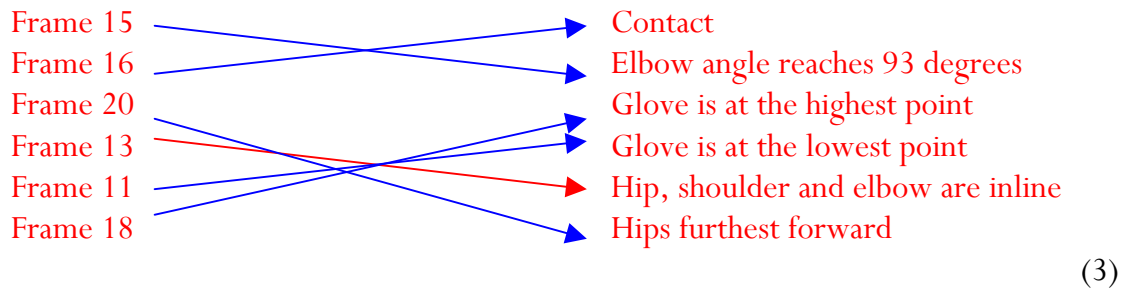 Frame 15 Contact
Frame 16 Elbow angle reaches 93 degrees
Frame 20 Glove is at the highest point
Frame 13 Glove is at the lowest point
Frame 11 Hip, shoulder and elbow are inline
Frame 18 Hips furthest forward
(3)